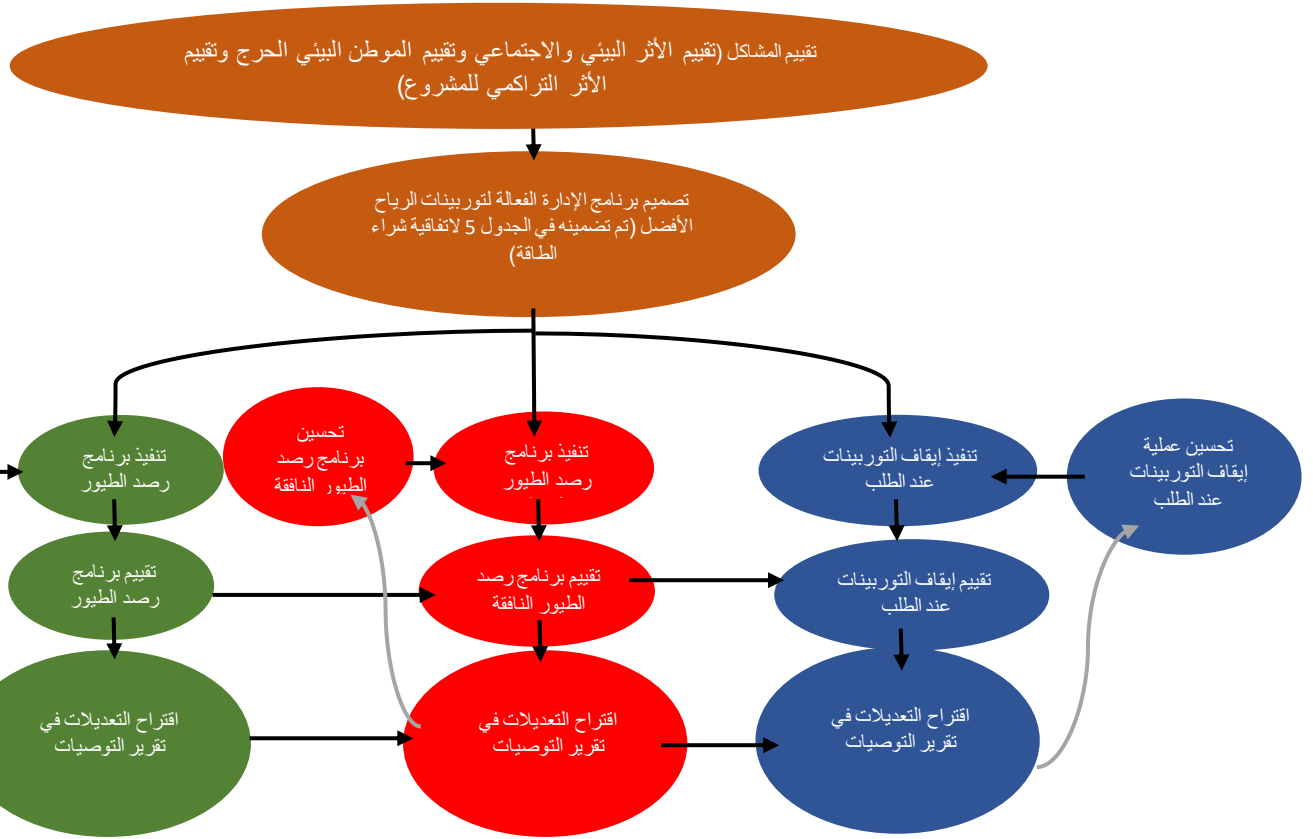 تقييم المشاكل (تقييم الأثر البيئي والاجتماعي وتقييم الموطن البيئي الحرج وتقييم
الأثر التراكمي للمشروع)
تصميم برنامج الإدارة الفعالة لتوربينات الرياح
الأفضل (تم تضمينه في الجدول 5 لاتفاقية شراء
الطاقة)
تحسين عملية
إيقاف التوربينات
عند الطلب
تنفيذ إيقاف التوربينات
عند الطلب
تنفيذ برنامج
رصد الطيور
تحسين
برنامج رصد
الطيور النافقة
تنفيذ برنامج
رصد الطيور
تقييم إيقاف التوربينات
عند الطلب
تقييم برنامج رصد
الطيور النافقة
تقييم برنامج
رصد الطيور
اقتراح التعديلات في
تقرير التوصيات
اقتراح التعديلات في
تقرير التوصيات
اقتراح التعديلات في
تقرير التوصيات